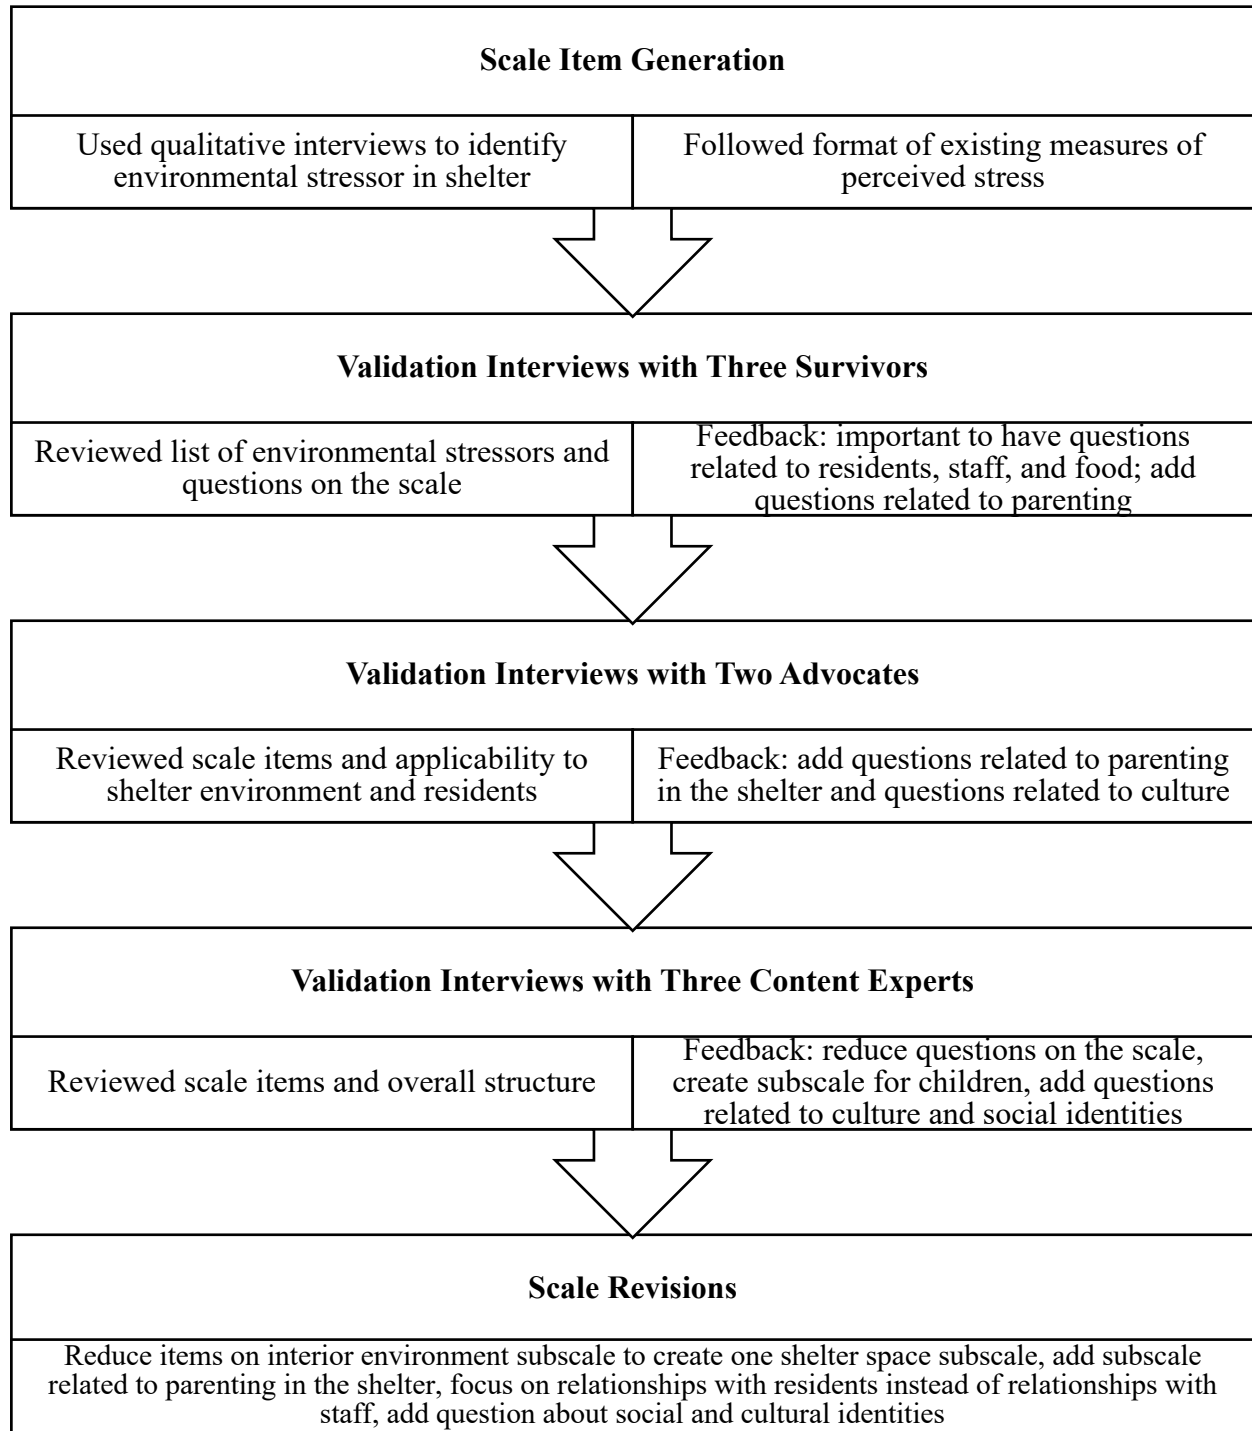 Scale Item Generation
Used qualitative interviews to identify
environmental stressor in shelter
Followed format of existing measures of
perceived stress
Validation Interviews with Three Survivors
Reviewed list of environmental stressors and
questions on the scale
Feedback: important to have questions
related to residents, staff, and food; add
questions related to parenting
Validation Interviews with Two Advocates
Reviewed scale items and applicability to
shelter environment and residents
Feedback: add questions related to parenting
in the shelter and questions related to culture
Validation Interviews with Three Content Experts
Reviewed scale items and overall structure
Feedback: reduce questions on the scale,
create subscale for children, add questions
related to culture and social identities
Scale Revisions
Reduce items on interior environment subscale to create one shelter space subscale, add subscale
related to parenting in the shelter, focus on relationships with residents instead of relationships with
staff, add question about social and cultural identities